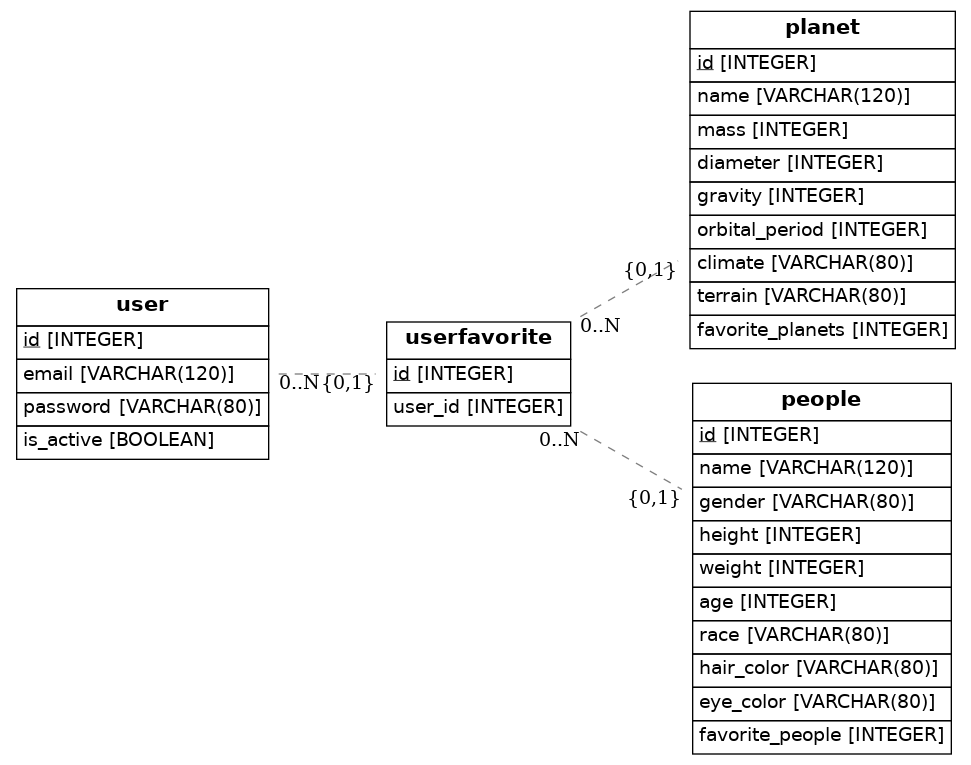 user
id [INTEGER]
email [VARCHAR(120)]
password [VARCHAR(80)]
is_active [BOOLEAN]
0..N
{0,1}
userfavorite
id [INTEGER]
user_id [INTEGER]
{0,1}
0..N
0..N
{0,1}
planet
id [INTEGER]
name [VARCHAR(120)]
mass [INTEGER]
diameter [INTEGER]
gravity [INTEGER]
orbital_period [INTEGER]
climate [VARCHAR(80)]
terrain [VARCHAR(80)]
favorite_planets [INTEGER]
people
id [INTEGER]
name [VARCHAR(120)]
gender [VARCHAR(80)]
height [INTEGER]
weight [INTEGER]
age [INTEGER]
race [VARCHAR(80)]
hair_color [VARCHAR(80)]
eye_color [VARCHAR(80)]
favorite_people [INTEGER]